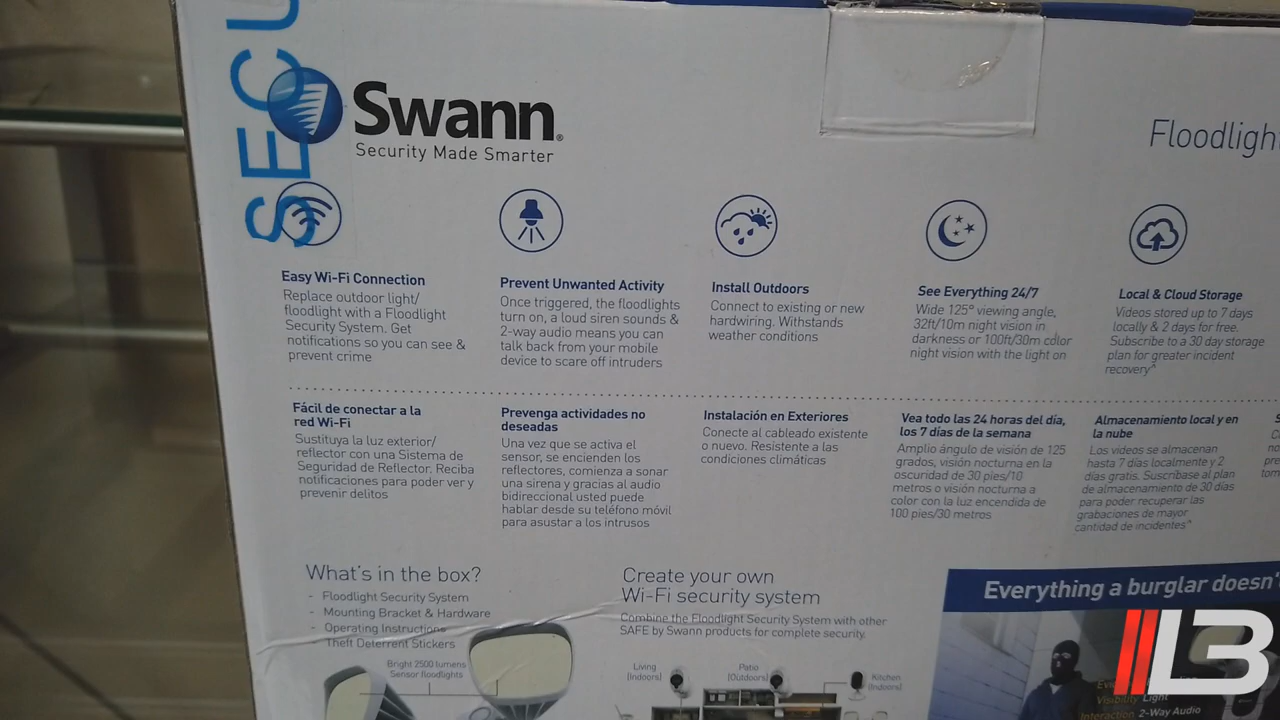 SECU
Swann®
Security Made Smarter
Floodligh
Easy Wi-Fi Connection
Replace outdoor light/
floodlight with a Floodlight
Security System. Get
notifications so you can see &
prevent crime
Prevent Unwanted Activity
Once triggered, the floodlights
turn on, a loud siren sounds &
2-way audio means you can
talk back from your mobile
device to scare off intruders
Install Outdoors
Connect to existing or new
hardwiring. Withstands
weather conditions
See Everything 24/7
Wide 125° viewing angle,
32ft/10m night vision in
darkness or 100ft/30m color
night vision with the light on
Local & Cloud Storage
Videos stored up to 7 days
locally & 2 days for free.
Subscribe to a 30 day storage
plan for greater incident
recovery^
Fácil de conectar a la
red Wi-Fi
Sustituya la luz exterior/
reflector con una Sistema de
Seguridad de Reflector. Reciba
notificaciones para poder ver y
prevenir delitos
Prevenga actividades no
deseadas
Una vez que se activa el
sensor, se encienden los
reflectores, comienza a sonar
una sirena y gracias al audio
bidireccional usted puede
hablar desde su teléfono móvil
para asustar a los intrusos
Instalación en Exteriores
Conecte al cableado existente
o nuevo. Resistente a las
condiciones climáticas
Vea todo las 24 horas del día,
los 7 días de la semana
Amplio ángulo de visión de 125
grados, visión nocturna en la
oscuridad de 30 pies/10
metros o visión nocturna a
color con la luz encendida de
100 pies/30 metros
Almacenamiento local y en
la nube
Los videos se almacenan
hasta 7 días localmente y 2
días gratis. Suscríbase al plan
de almacenamiento de 30 días
para poder recuperar las
grabaciones de mayor
cantidad de incidentes^
What's in the box?
- Floodlight Security System
- Mounting Bracket & Hardware
- Operating Instructions
Theft Deterrent Stickers
Bright 2500 lumens
Sensor floodlights
Create your own
Wi-Fi security system
Combine the Floodlight Security System with other
SAFE by Swann products for complete security.
Living
(Indoors)
Patio
(Outdoors)
Kitchen
(Indoors)
Everything a burglar doesn'
Visibility Light
Interaction 2-Way Audio
L3